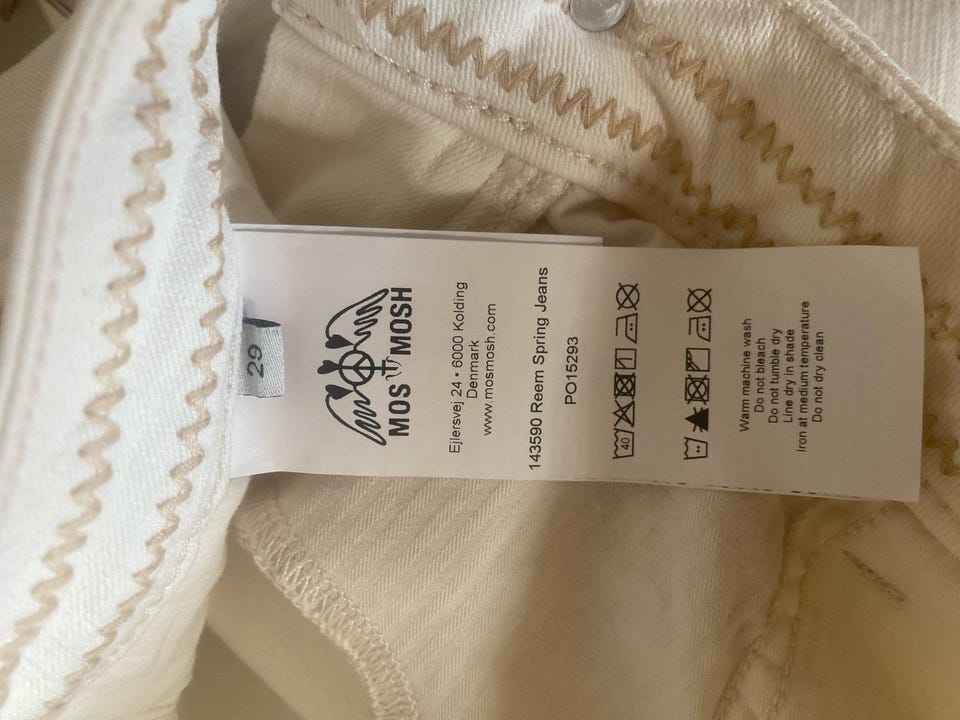 29
MOS MOSH
Ejlersvej 24 • 6000 Kolding
Denmark
www.mosmosh.com
143590 Reem Spring Jeans
PO15293
40
Warm machine wash
Do not bleach
Do not tumble dry
Line dry in shade
Iron at medium temperature
Do not dry clean